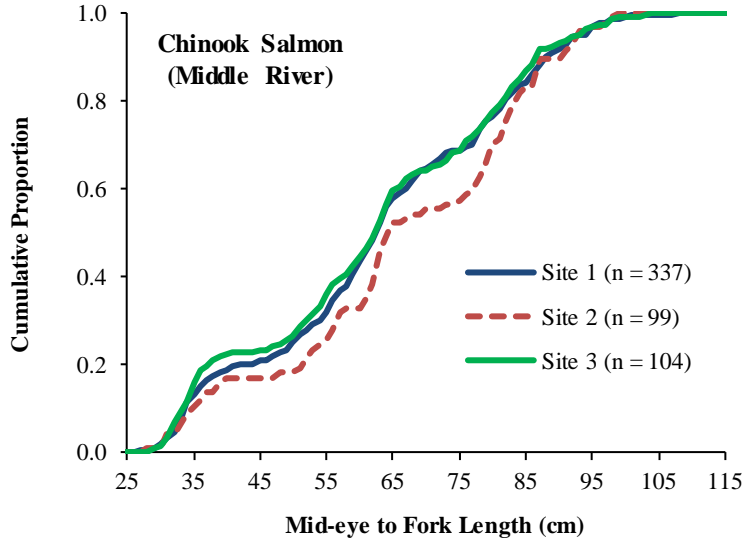 Chinook Salmon
(Middle River)
Cumulative Proportion
1.0
0.8
0.6
0.4
0.2
0.0
Site 1 (n = 337)
Site 2 (n = 99)
Site 3 (n = 104)
25 35 45 55 65 75 85 95 105 115
Mid-eye to Fork Length (cm)